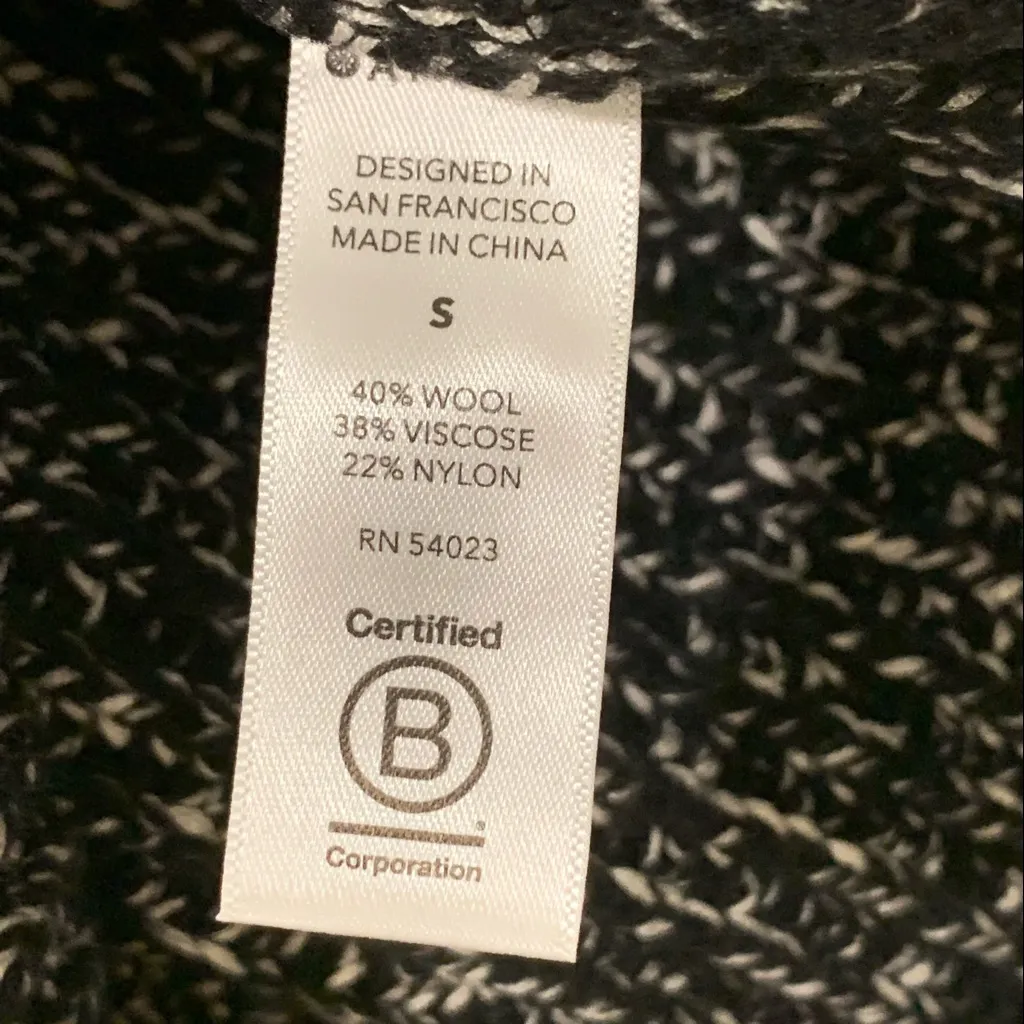 DESIGNED IN
SAN FRANCISCO
MADE IN CHINA
S
40% WOOL
38% VISCOSE
22% NYLON
RN 54023
Certified
B
Corporation